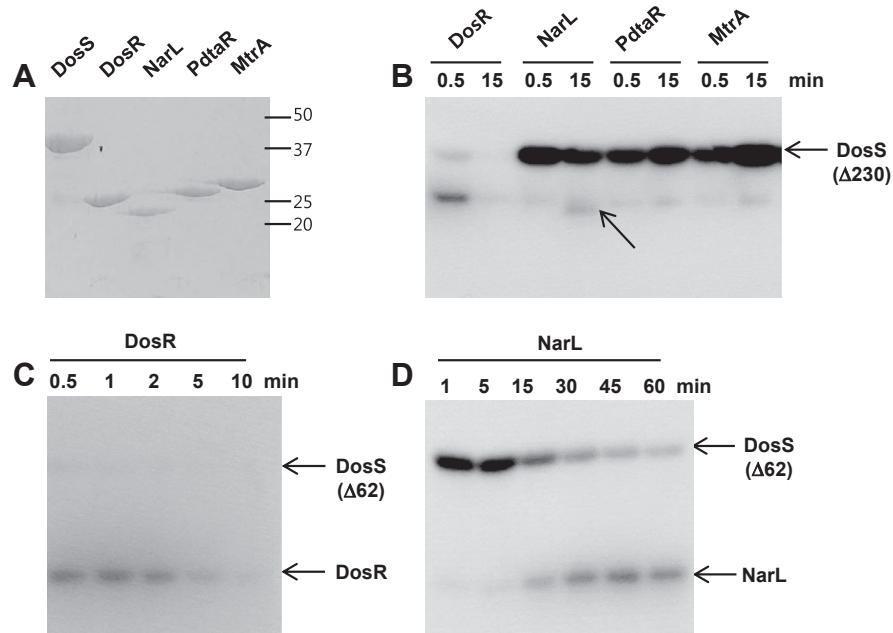 A
DosS DosR NarL PdtaR MtrA
50
37
25
20
B
DosR NarL PdtaR MtrA
0.5 15 0.5 15 0.5 15 0.5 15 min
DosS
(Δ230)
C
DosR
0.5 1 2 5 10 min
DosS
(Δ62)
DosR
D
NarL
1 5 15 30 45 60 min
DosS
(Δ62)
NarL